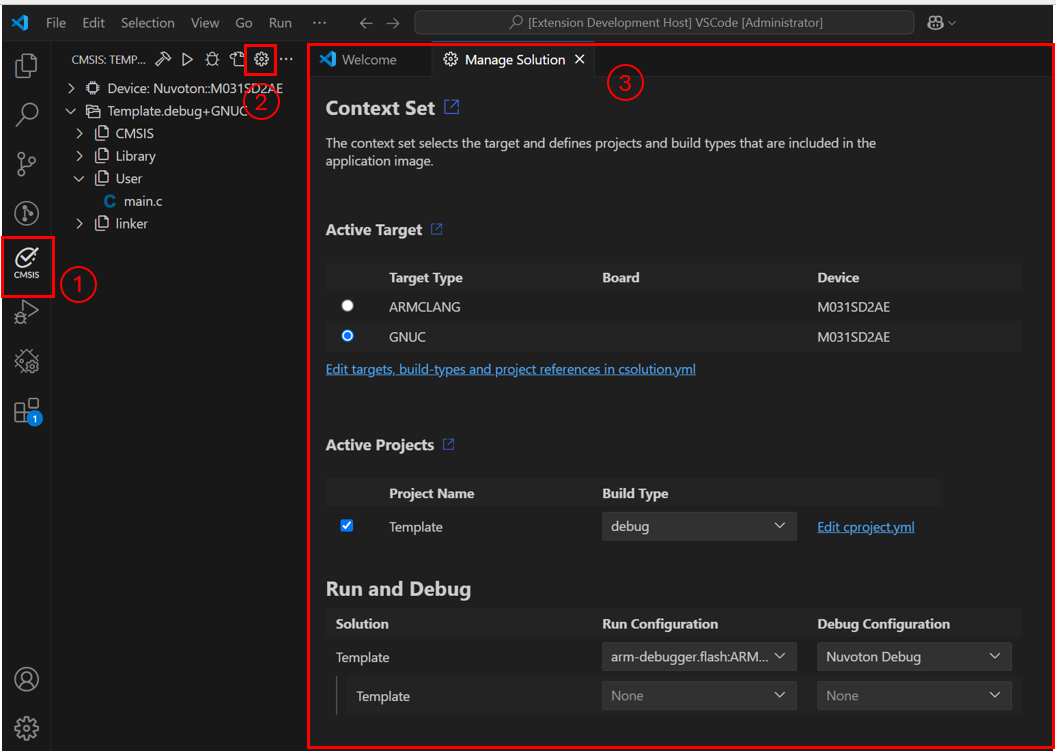 File Edit Selection View Go Run ... [Extension Development Host] VSCode [Administrator]
CMSIS: TEMP... ...
Welcome Manage Solution
Device: Nuvoton::M031SD2AE
2
3
Template.debug+GNUC
CMSIS
Library
User
C main.c
linker
CMSIS
1
1
Context Set
The context set selects the target and defines projects and build types that are included in the
application image.
Active Target
Target Type Board Device
ARMCLANG M031SD2AE
GNUC M031SD2AE
Edit targets, build-types and project references in csolution.yml
Active Projects
Project Name Build Type
Template debug Edit cproject.yml
Run and Debug
Solution Run Configuration Debug Configuration
Template arm-debugger.flash:ARM... Nuvoton Debug
Template None None